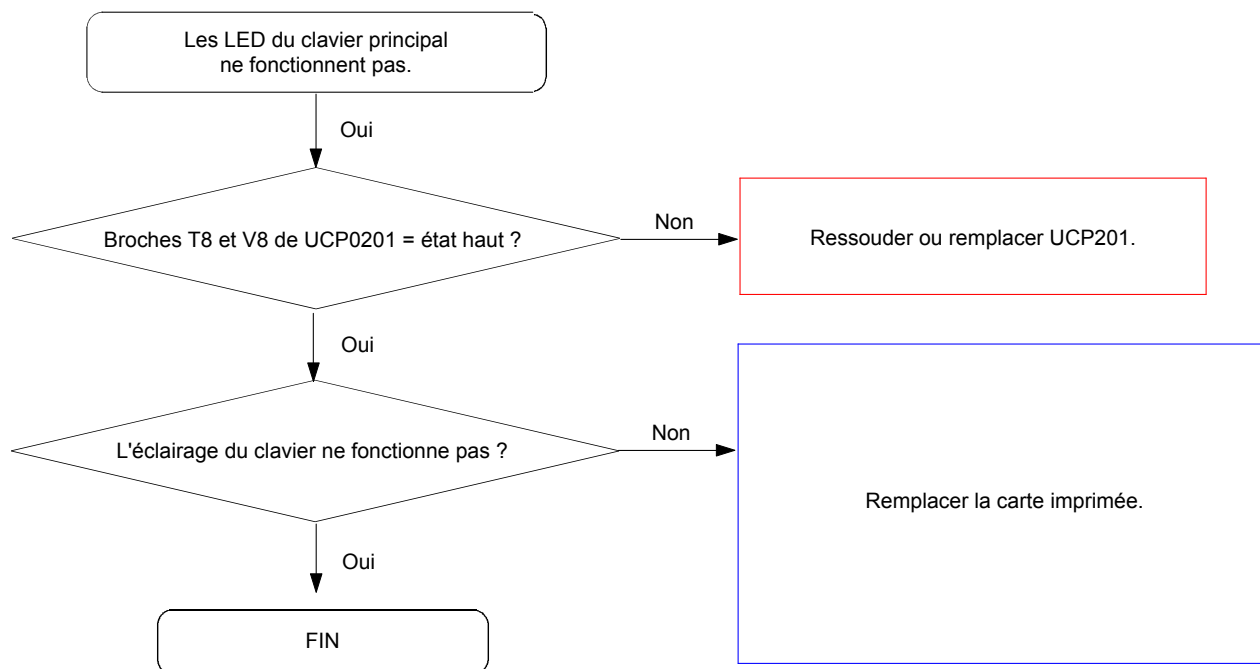 Les LED du clavier principal
ne fonctionnent pas.
Oui
Broches T8 et V8 de UCP0201 = état haut ?
Non
Ressouder ou remplacer UCP201.
Oui
L'éclairage du clavier ne fonctionne pas ?
Non
Remplacer la carte imprimée.
Oui
FIN